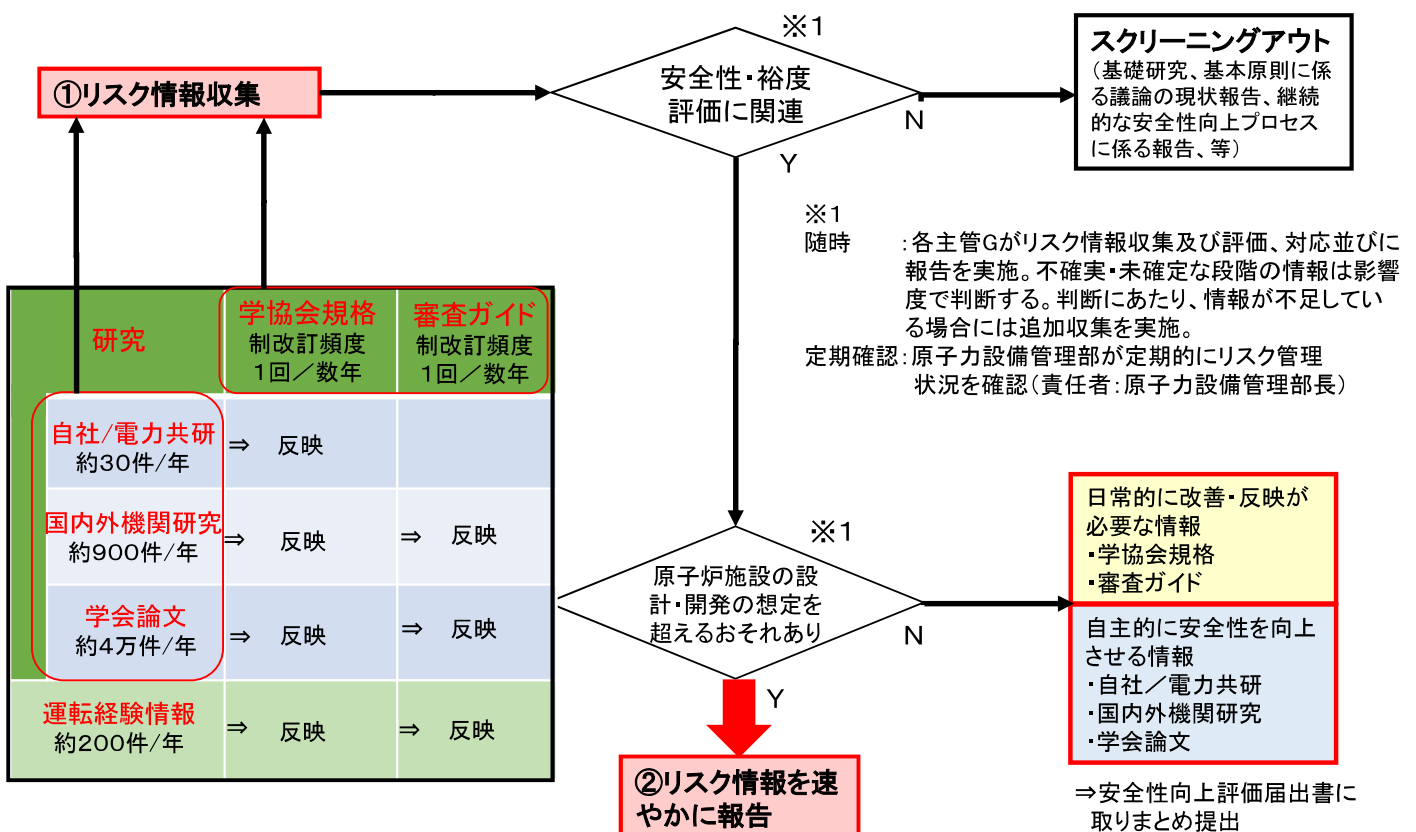 ①リスク情報収集
※1
安全性・裕度
評価に関連
N
Y
スクリーニングアウト
（基礎研究、基本原則に係
る議論の現状報告、継続
的な安全性向上プロセス
に係る報告、等）
※1
随時　　：各主管Gがリスク情報収集及び評価、対応並びに
報告を実施。不確実・未確定な段階の情報は影響
度で判断する。判断にあたり、情報が不足してい
る場合には追加収集を実施。
定期確認：原子力設備管理部が定期的にリスク管理
状況を確認（責任者：原子力設備管理部長）
研究
学協会規格
制改訂頻度
1回／数年
審査ガイド
制改訂頻度
1回／数年
自社/電力共研
約30件/年
⇒ 反映
国内外機関研究
約900件/年
⇒ 反映 ⇒ 反映
学会論文
約4万件/年
⇒ 反映 ⇒ 反映
運転経験情報
約200件/年
⇒ 反映 ⇒ 反映
※1
原子炉施設の設
計・開発の想定を
超えるおそれあり
N
Y
②リスク情報を速
やかに報告
日常的に改善・反映が
必要な情報
・学協会規格
・審査ガイド
自主的に安全性を向上
させる情報
・自社／電力共研
・国内外機関研究
・学会論文
⇒安全性向上評価届出書に
取りまとめ提出